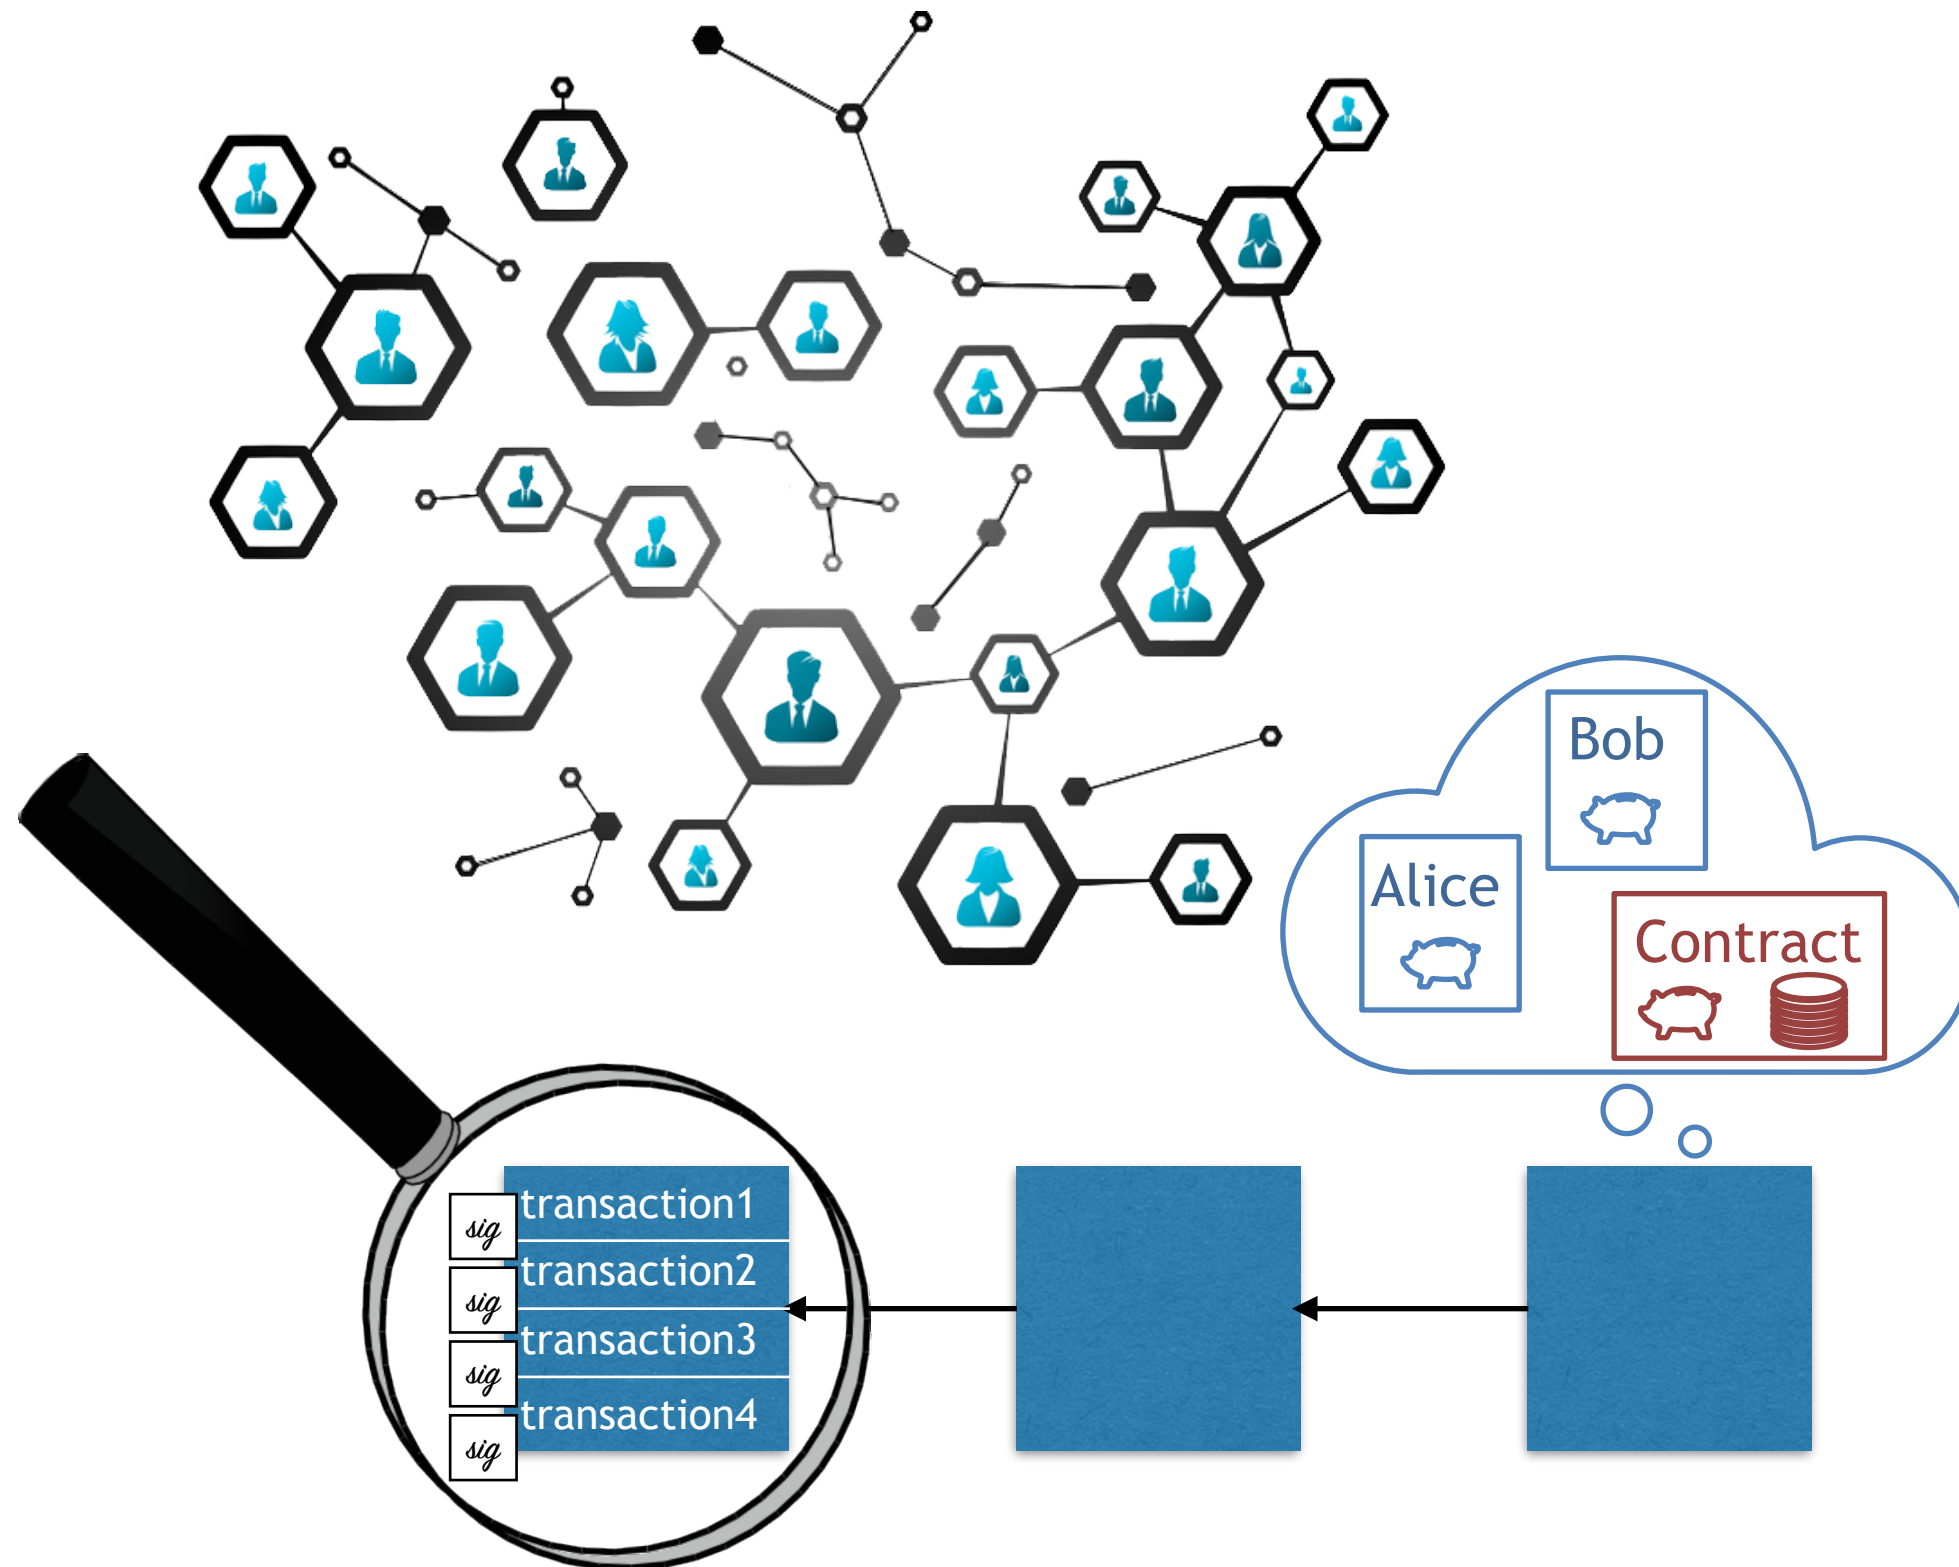 Bob
Alice
Contract
sig transaction1
sig transaction2
sig transaction3
sig transaction4